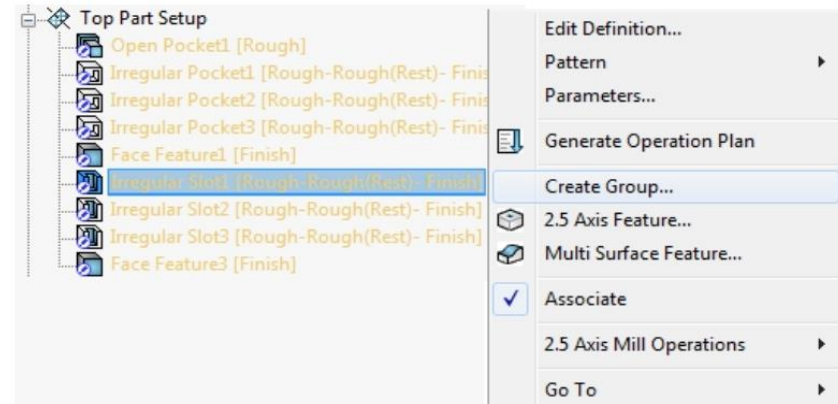 Top Part Setup
Open Pocket1 [Rough]
Irregular Pocket1 [Rough-Rough(Rest)- Finis
Irregular Pocket2 [Rough-Rough(Rest)- Finis
Irregular Pocket3 [Rough-Rough(Rest)- Finis
Face Feature1 [Finish]
Irregular Slot1 [Rough-Rough(Rest)- Finish]
Irregular Slot2 [Rough-Rough(Rest)- Finish]
Irregular Slot3 [Rough-Rough(Rest)- Finish]
Face Feature3 [Finish]
Edit Definition...
Pattern
Parameters...
Generate Operation Plan
Create Group...
2.5 Axis Feature...
Multi Surface Feature...
Associate
2.5 Axis Mill Operations
Go To